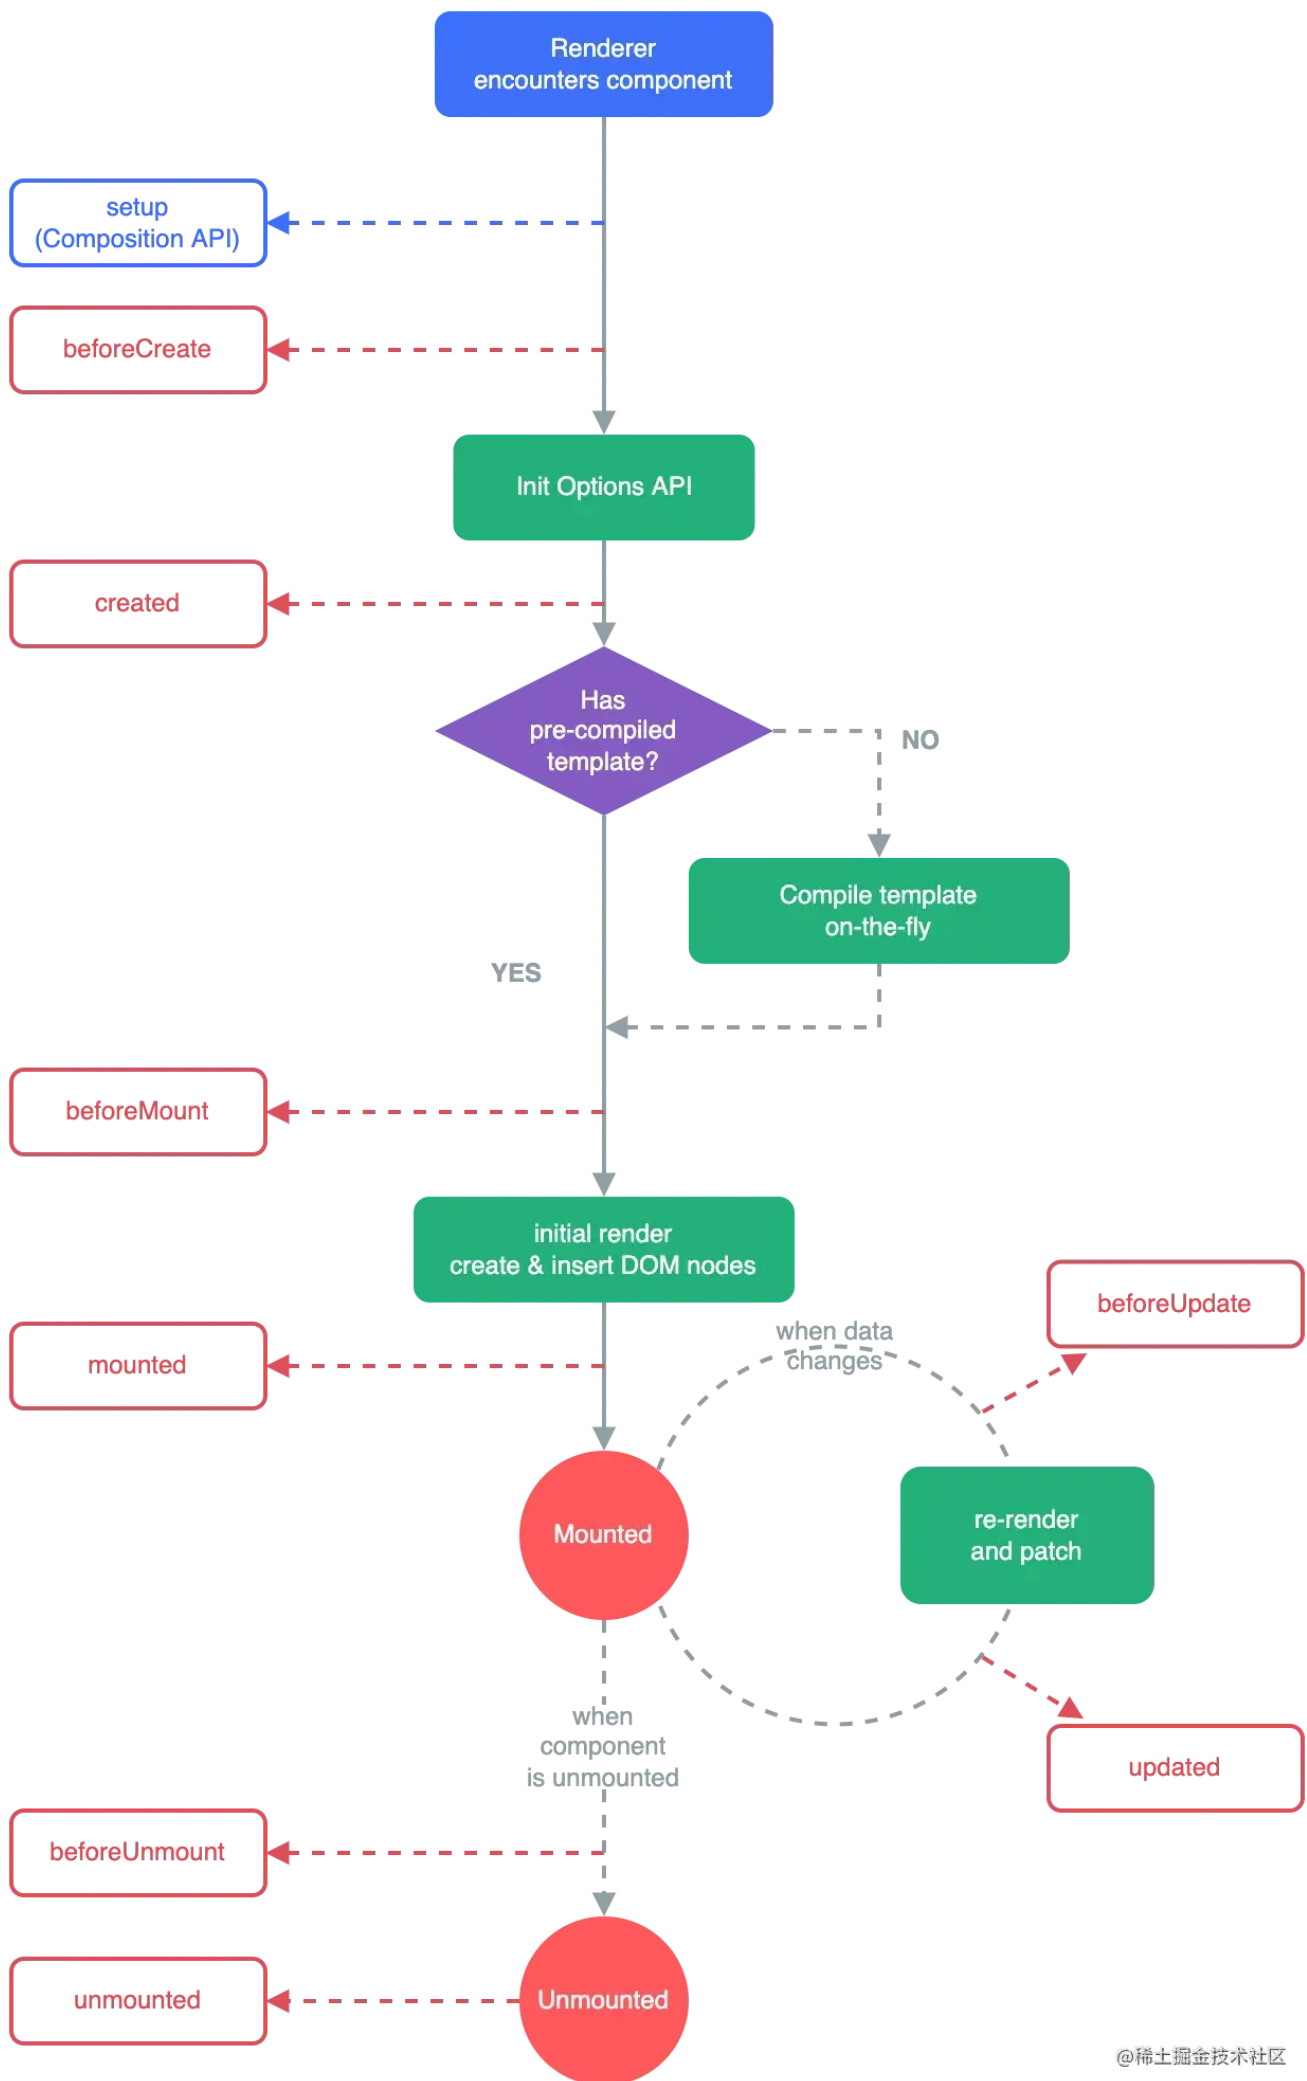 Renderer
encounters component
setup
(Composition API)
beforeCreate
Init Options API
created
Has
pre-compiled
template?
NO
Compile template
on-the-fly
YES
beforeMount
initial render
create & insert DOM nodes
beforeUpdate
when data
changes
mounted
Mounted
re-render
and patch
when
component
is unmounted
updated
beforeUnmount
unmounted
Unmounted
@稀土掘金技术社区